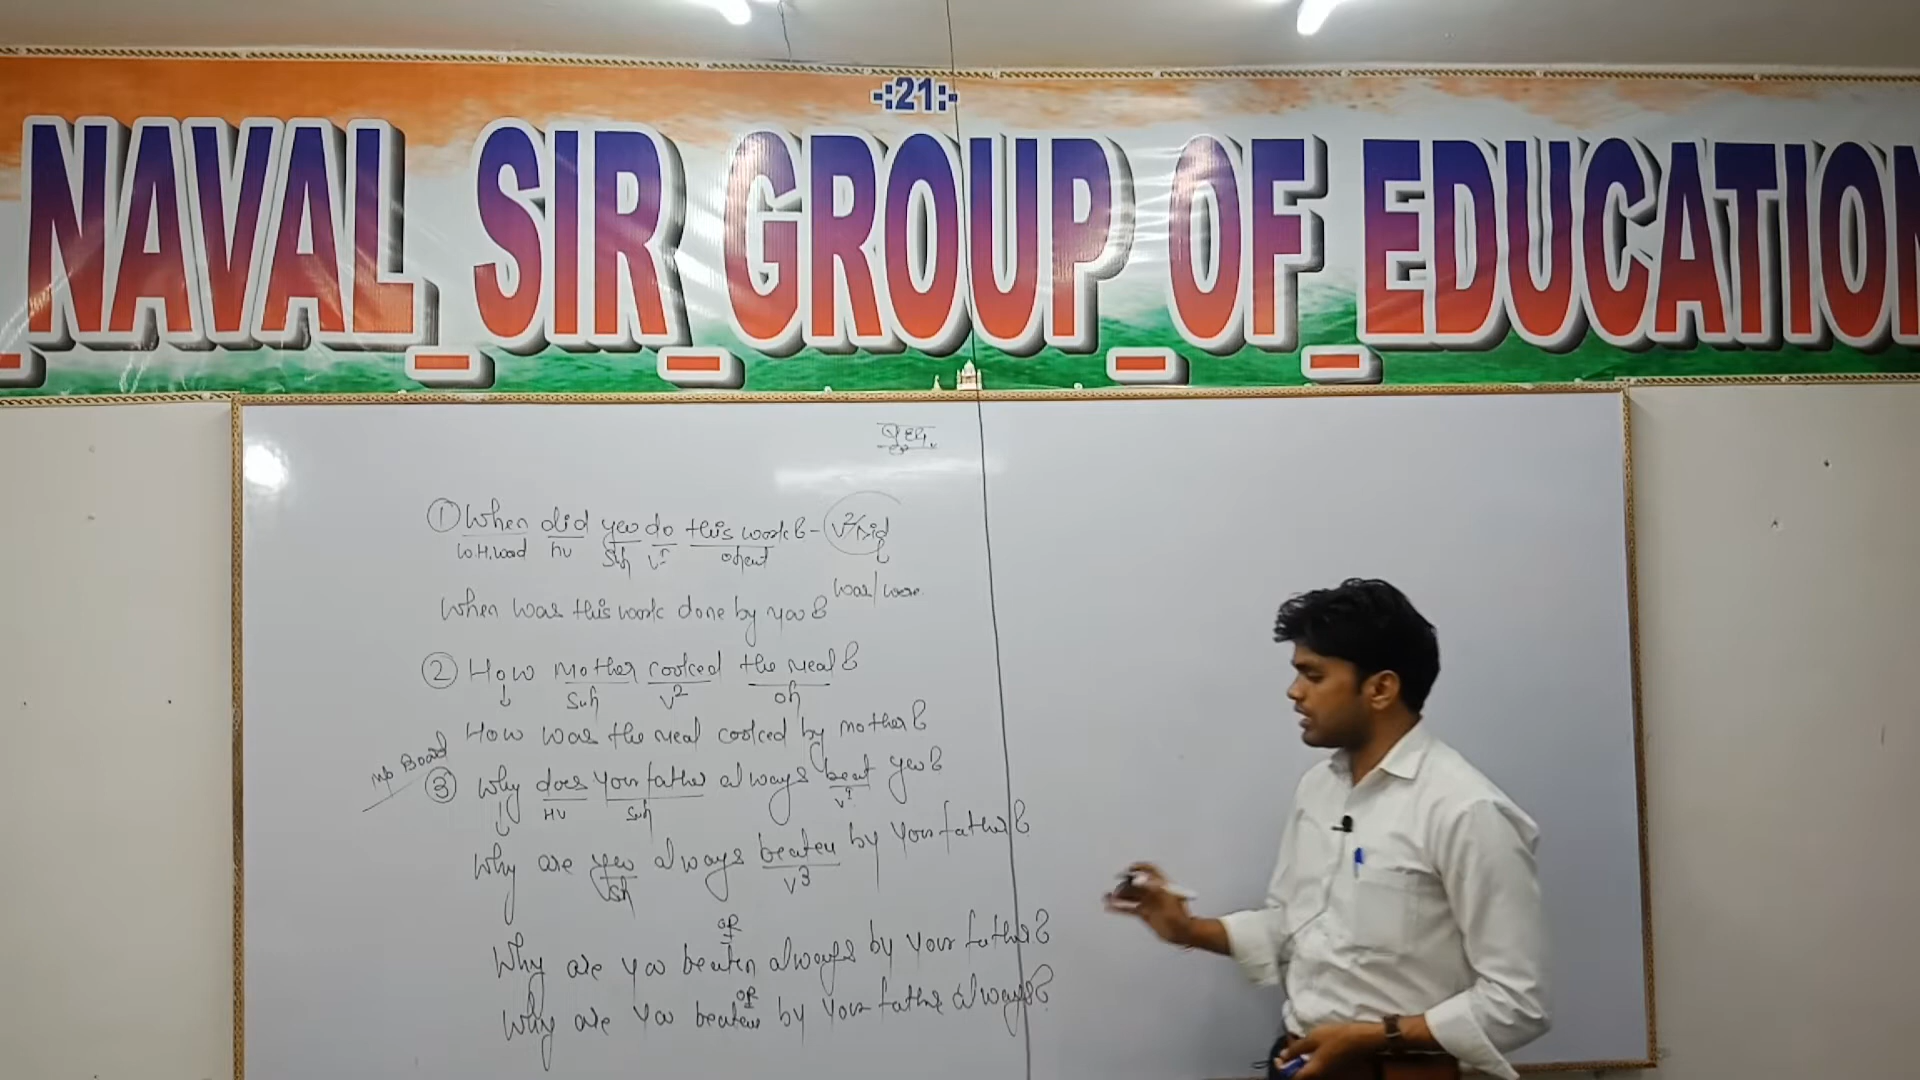 -:21:-
_NAVAL_SIR_GROUP_OF_EDUCATION
① When did you do this work? - V²/did
W.H. word hv Sub V¹ object
was/were
When was this work done by you?
② How mother cooked the meal?
Sub V² ob
How was the meal cooked by mother?
MP Board
③ Why does your father always beat you?
HV Sub V¹
Why are you always beaten by your father?
Sub V³
OR
Why are you beaten always by your father?
OR
Why are you beaten by your father always?